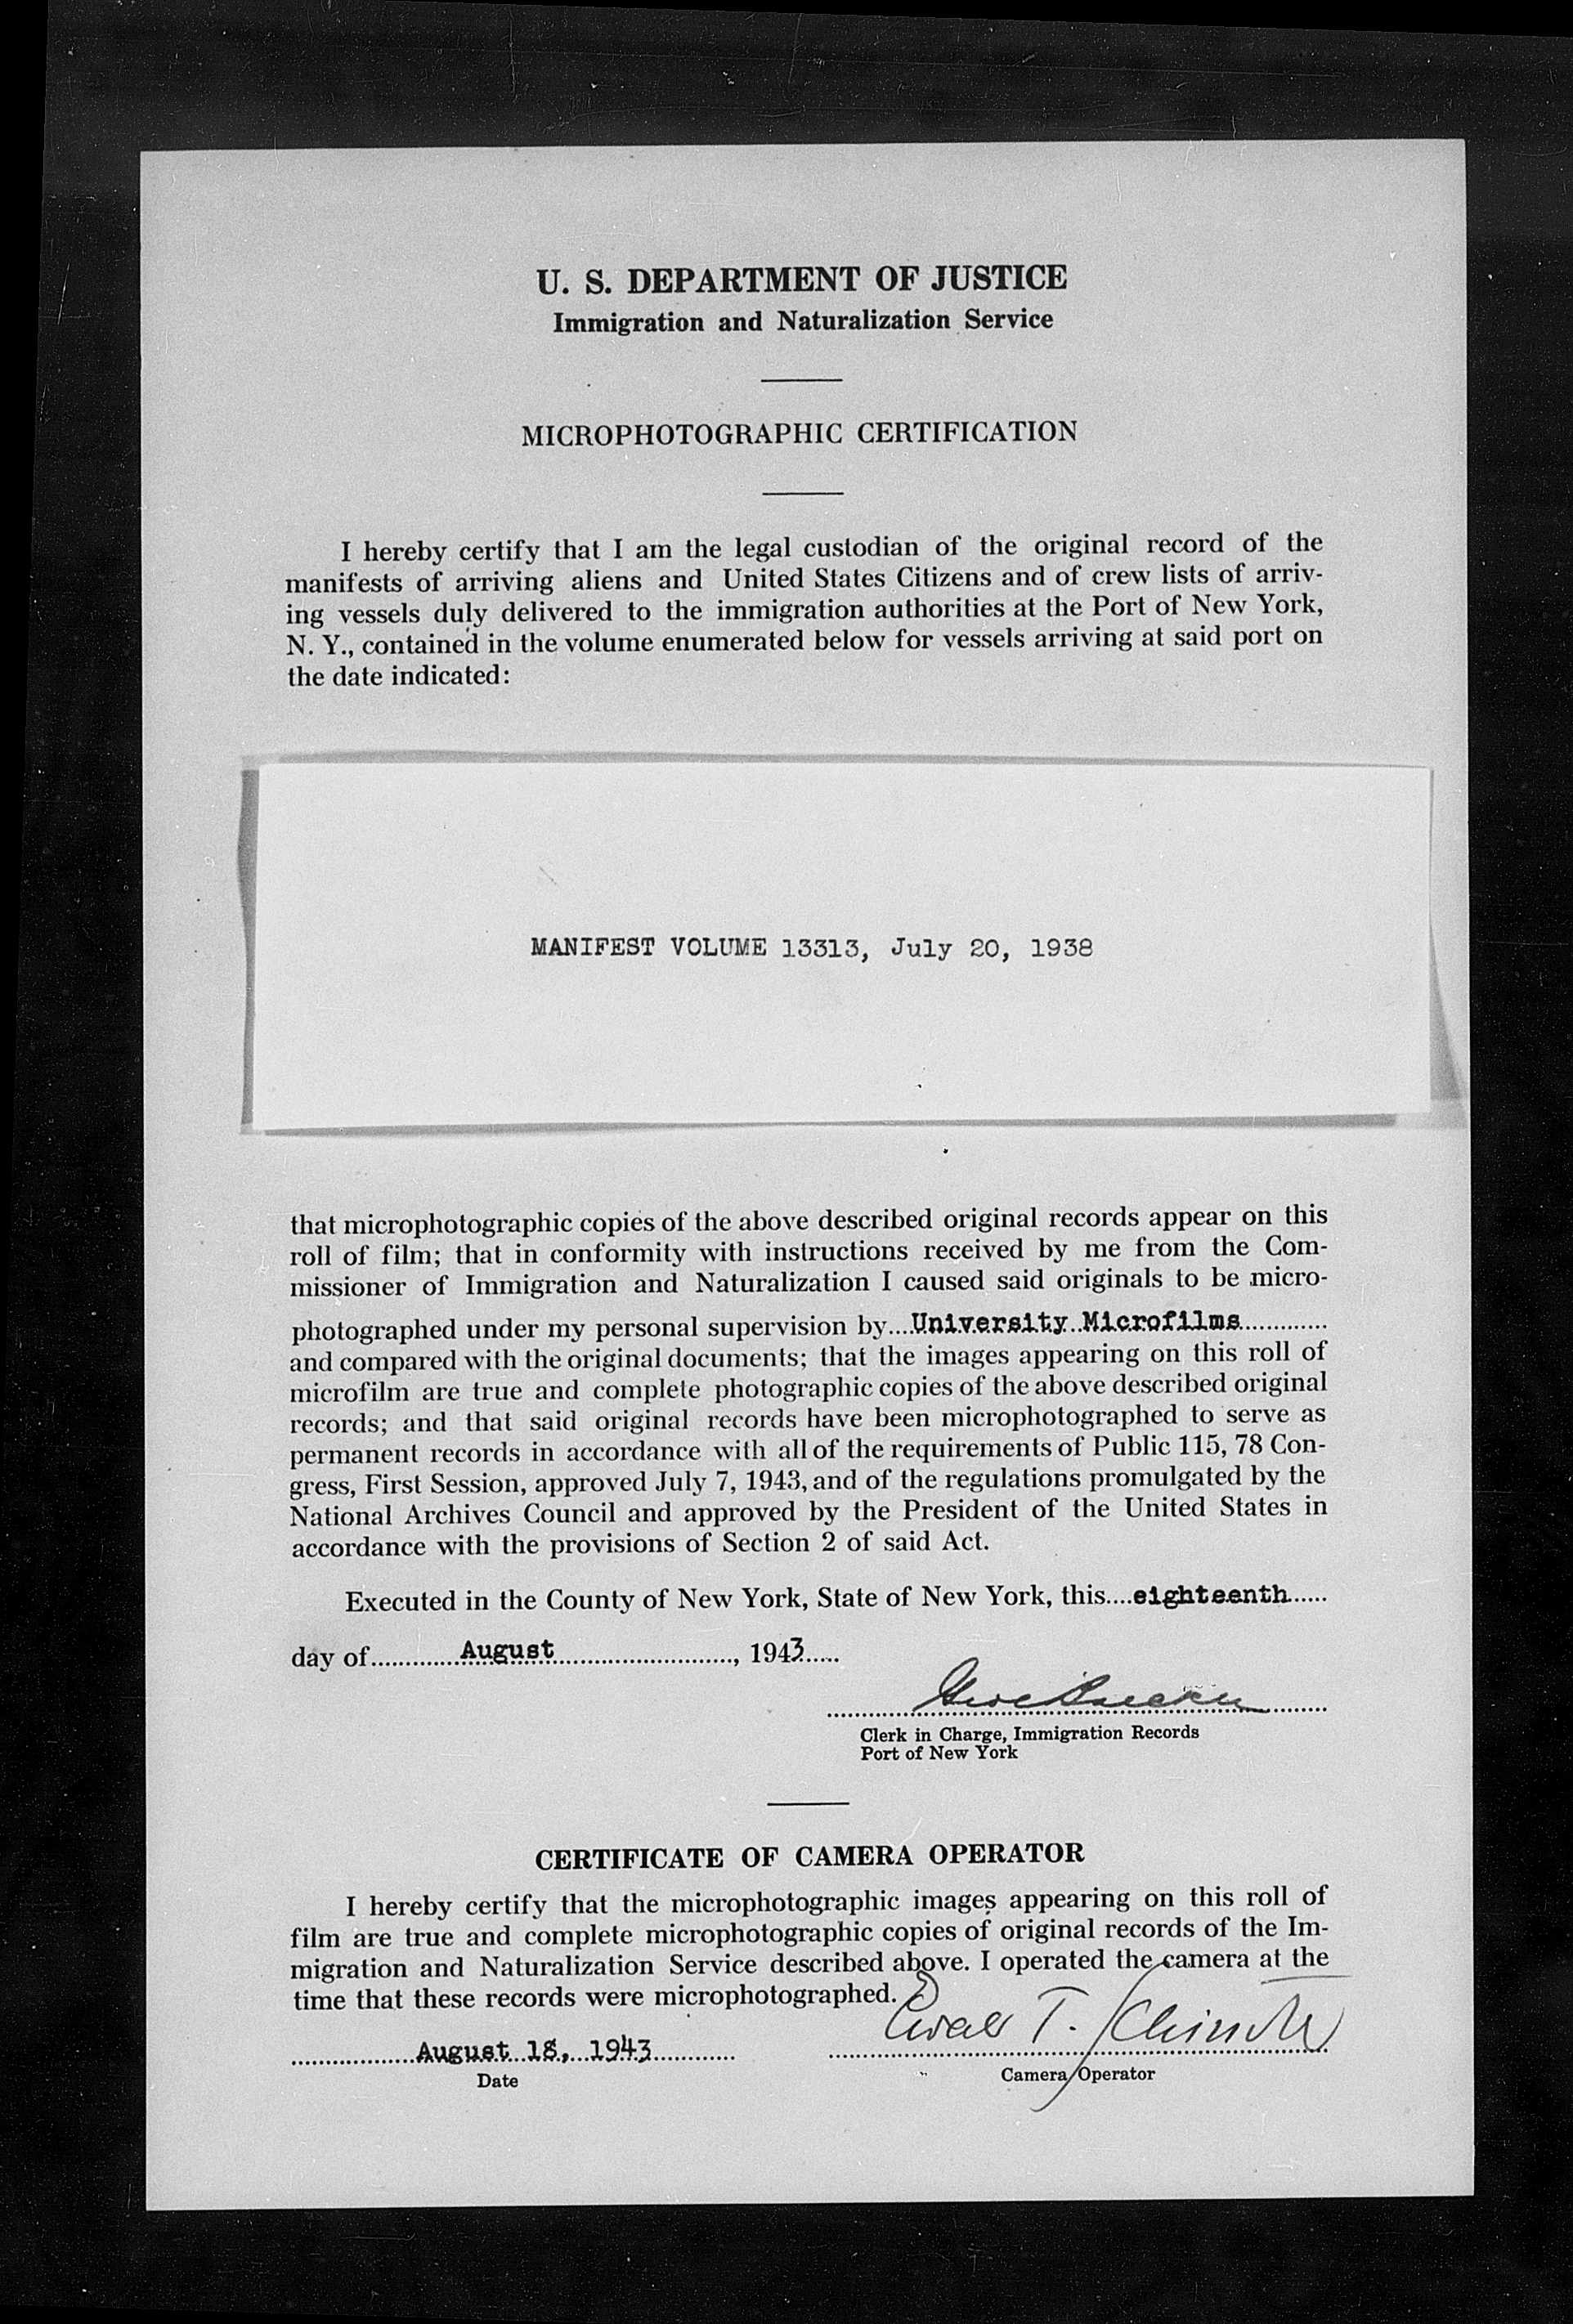 U. S. DEPARTMENT OF JUSTICE
Immigration and Naturalization Service
MICROPHOTOGRAPHIC CERTIFICATION
I hereby certify that I am the legal custodian of the original record of the
manifests of arriving aliens and United States Citizens and of crew lists of arriv-
ing vessels duly delivered to the immigration authorities at the Port of New York,
N. Y., contained in the volume enumerated below for vessels arriving at said port on
the date indicated:
MANIFEST VOLUME 13313, July 20, 1938
that microphotographic copies of the above described original records appear on this
roll of film; that in conformity with instructions received by me from the Com-
missioner of Immigration and Naturalization I caused said originals to be micro-
photographed under my personal supervision by University Microfilms
and compared with the original documents; that the images appearing on this roll of
microfilm are true and complete photographic copies of the above described original
records; and that said original records have been microphotographed to serve as
permanent records in accordance with all of the requirements of Public 115, 78 Con-
gress, First Session, approved July 7, 1943, and of the regulations promulgated by the
National Archives Council and approved by the President of the United States in
accordance with the provisions of Section 2 of said Act.
Executed in the County of New York, State of New York, this eighteenth
day of August, 1943
Clerk in Charge, Immigration Records
Port of New York
CERTIFICATE OF CAMERA OPERATOR
I hereby certify that the microphotographic images appearing on this roll of
film are true and complete microphotographic copies of original records of the Im-
migration and Naturalization Service described above. I operated the camera at the
time that these records were microphotographed.
T.
August 18, 1943
Date
Camera Operator